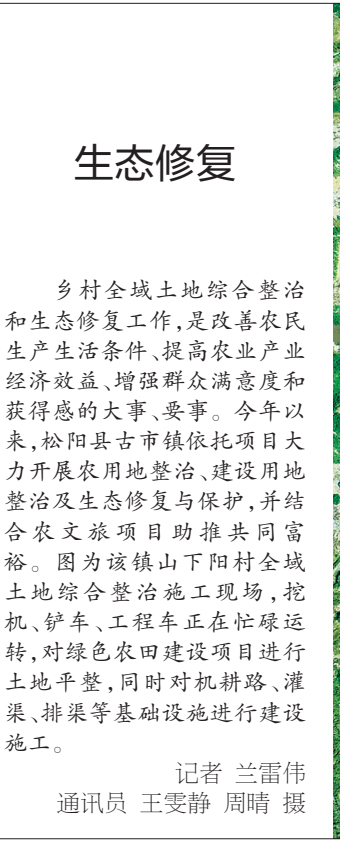 生态修复
乡村全域土地综合整治
和生态修复工作,是改善农民
生产生活条件、提高农业产业
经济效益、增强群众满意度和
获得感的大事、要事。今年以
来,松阳县古市镇依托项目大
力开展农用地整治、建设用地
整治及生态修复与保护,并结
合农文旅项目助推共同富
裕。图为该镇山下阳村全域
土地综合整治施工现场,挖
机、铲车、工程车正在忙碌运
转,对绿色农田建设项目进行
土地平整,同时对机耕路、灌
渠、排渠等基础设施进行建设
施工。
记者 兰雷伟
通讯员 王雯静 周晴 摄